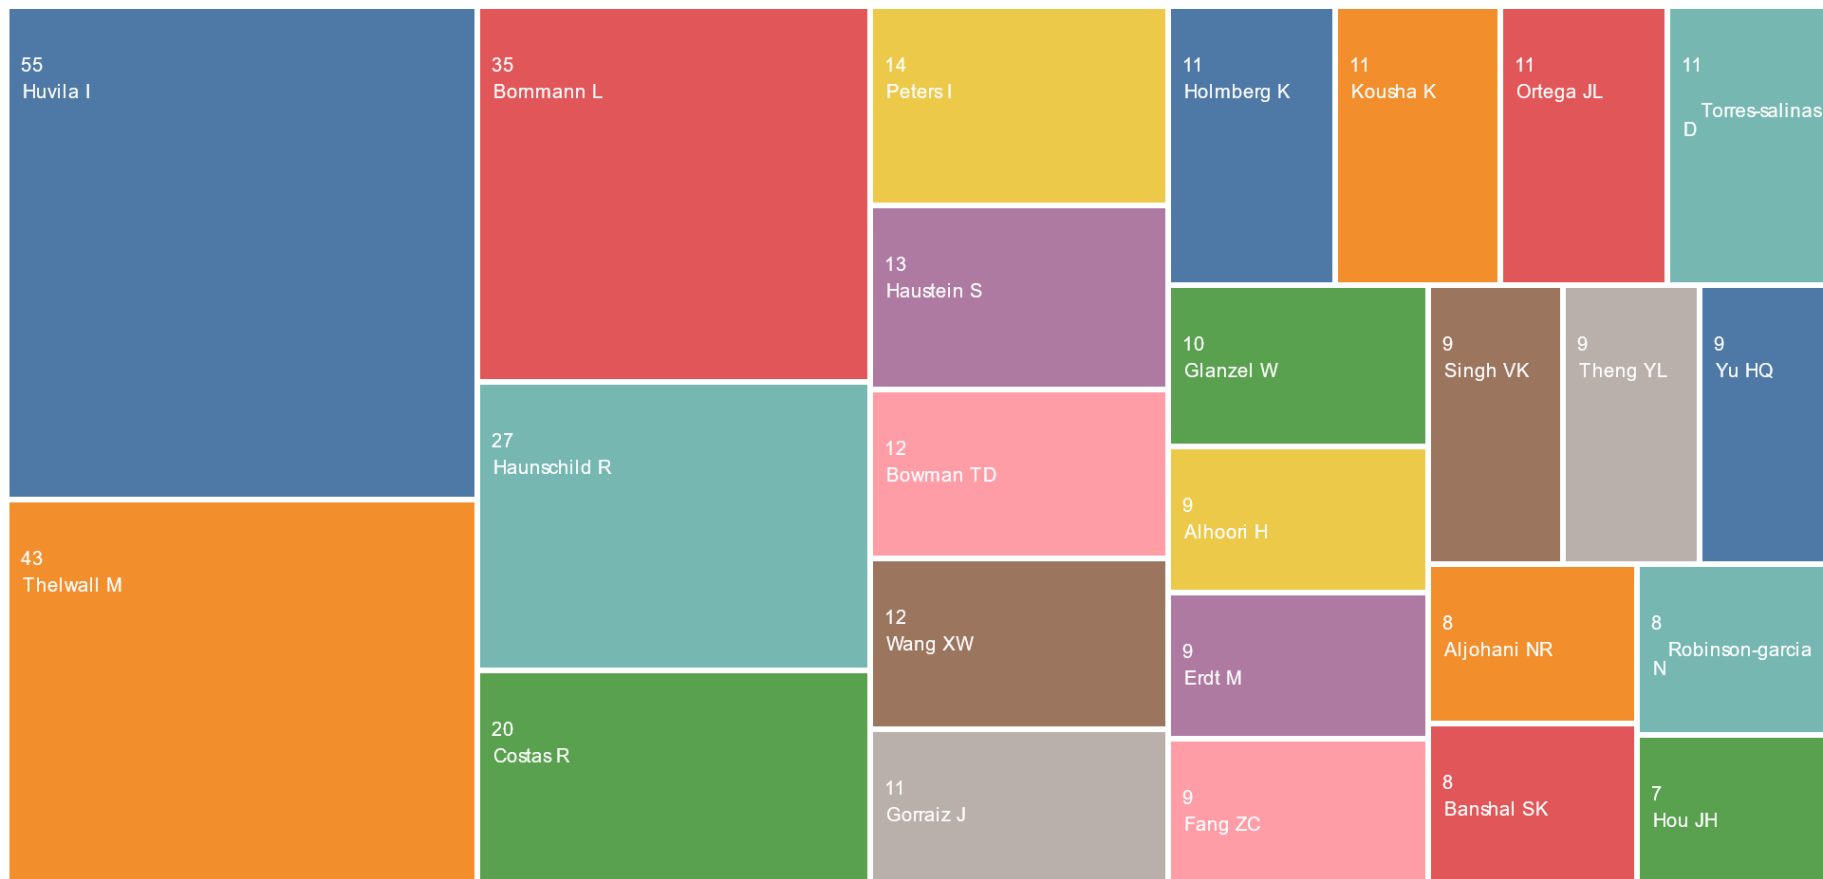 55
Huvila I
43
Thelwall M
35
Bornmann L
27
Haunschild R
20
Costas R
14
Peters I
13
Haustein S
12
Bowman TD
12
Wang XW
11
Gorraiz J
11
Holmberg K
11
Kousha K
11
Ortega JL
11
Torres-salinas
D
10
Glanzel W
9
Alhoori H
9
Erdt M
9
Fang ZC
9
Singh VK
9
Theng YL
9
Yu HQ
8
Aljohani NR
8
Banshal SK
8
Robinson-garcia
N
7
Hou JH